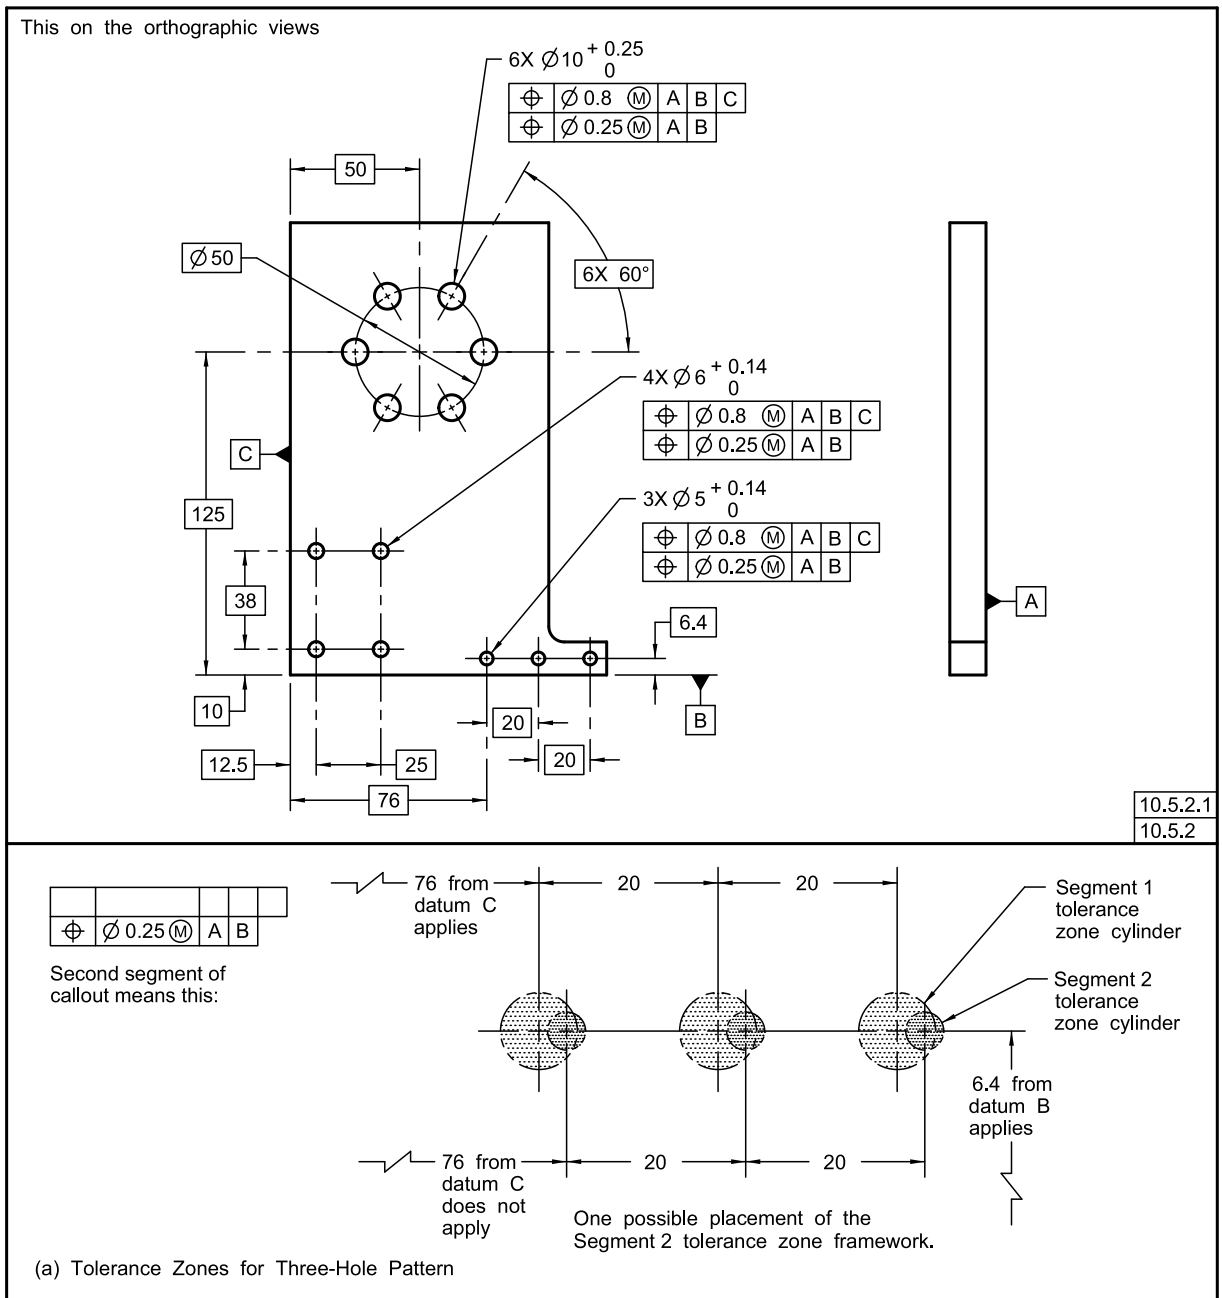 This on the orthographic views
6X Ø10 + 0.25
0
⌖ Ø 0.8 Ⓜ A B C
⌖ Ø 0.25 Ⓜ A B
50
Ø 50
6X 60°
4X Ø 6 + 0.14
0
⌖ Ø 0.8 Ⓜ A B C
⌖ Ø 0.25 Ⓜ A B
C
3X Ø 5 + 0.14
0
125
⌖ Ø 0.8 Ⓜ A B C
⌖ Ø 0.25 Ⓜ A B
38
A
6.4
10
B
20
12.5
25
20
76
10.5.2.1
10.5.2
⌖ Ø 0.25 Ⓜ A B
Second segment of
callout means this:
76 from
datum C
applies
20
20
Segment 1
tolerance
zone cylinder
Segment 2
tolerance
zone cylinder
6.4 from
datum B
applies
76 from
datum C
does not
apply
20
20
One possible placement of the
Segment 2 tolerance zone framework.
(a) Tolerance Zones for Three-Hole Pattern